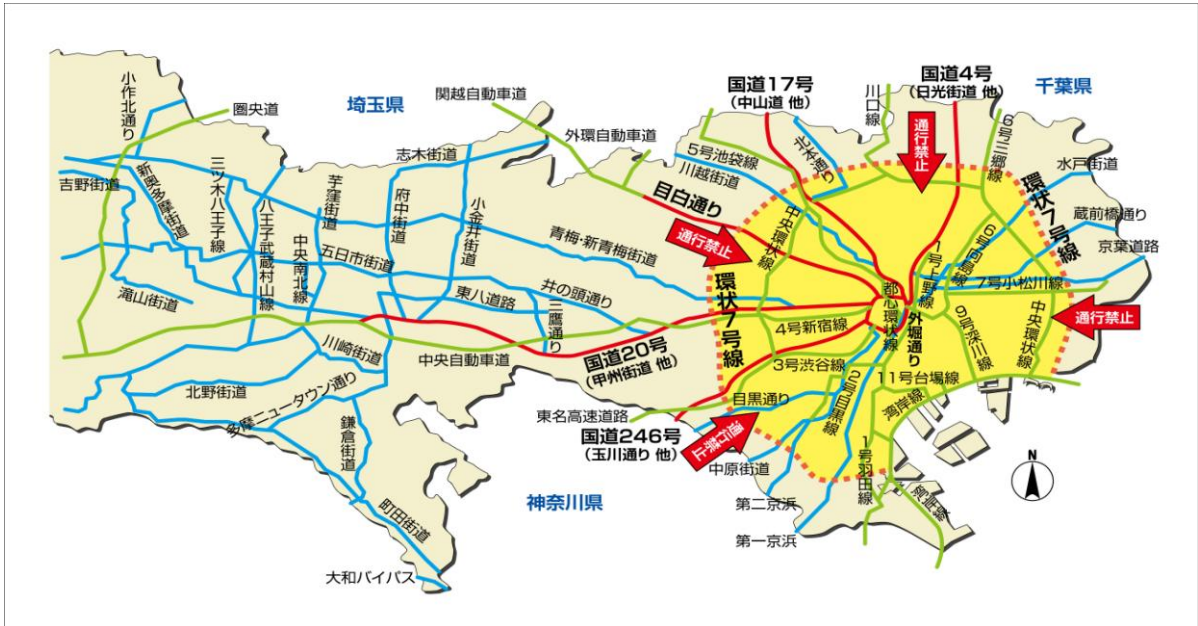 国道17号
(中山道 他)
国道4号
(日光街道 他)
千葉県
埼玉県
小作北通り
圏央道
関越自動車道
外環自動車道
川口線
通行禁止
6号三郷線
水戸街道
環状7号線
蔵前橋通り
京葉道路
北本通り
5号池袋線
川越街道
志木街道
目白通り
吉野街道
新奥多摩街道
三ツ木八王子線
八王子武蔵村山線
芋窪街道
中央南北線
府中街道
小金井街道
五日市街道
青梅・新青梅街道
通行禁止
中央環状線
環状7号線
1号上野線
6号向島線
7号小松川線
滝山街道
東八道路
井の頭通り
三鷹通り
都心環状線
外堀通り
9号深川線
中央環状線
通行禁止
4号新宿線
3号渋谷線
川崎街道
中央自動車道
国道20号
(甲州街道 他)
北野街道
多摩ニュータウン通り
11号台場線
湾岸線
2号目黒線
目黒通り
東名高速道路
国道246号
(玉川通り 他)
通行禁止
鎌倉街道
中原街道
1号羽田線
N
神奈川県
第二京浜
湾岸線
町田街道
第一京浜
大和バイパス